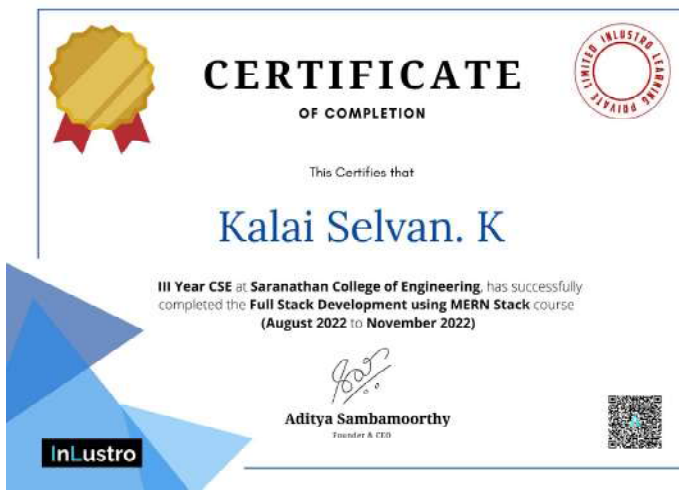 CERTIFICATE
INLUSTRO LEARNING PRIVATE LIMITED
OF COMPLETION
This Certifies that
Kalai Selvan. K
III Year CSE at Saranathan College of Engineering, has successfully
completed the Full Stack Development using MERN Stack course
(August 2022 to November 2022)
Aditya Sambamoorthy
Founder & CEO
InLustro